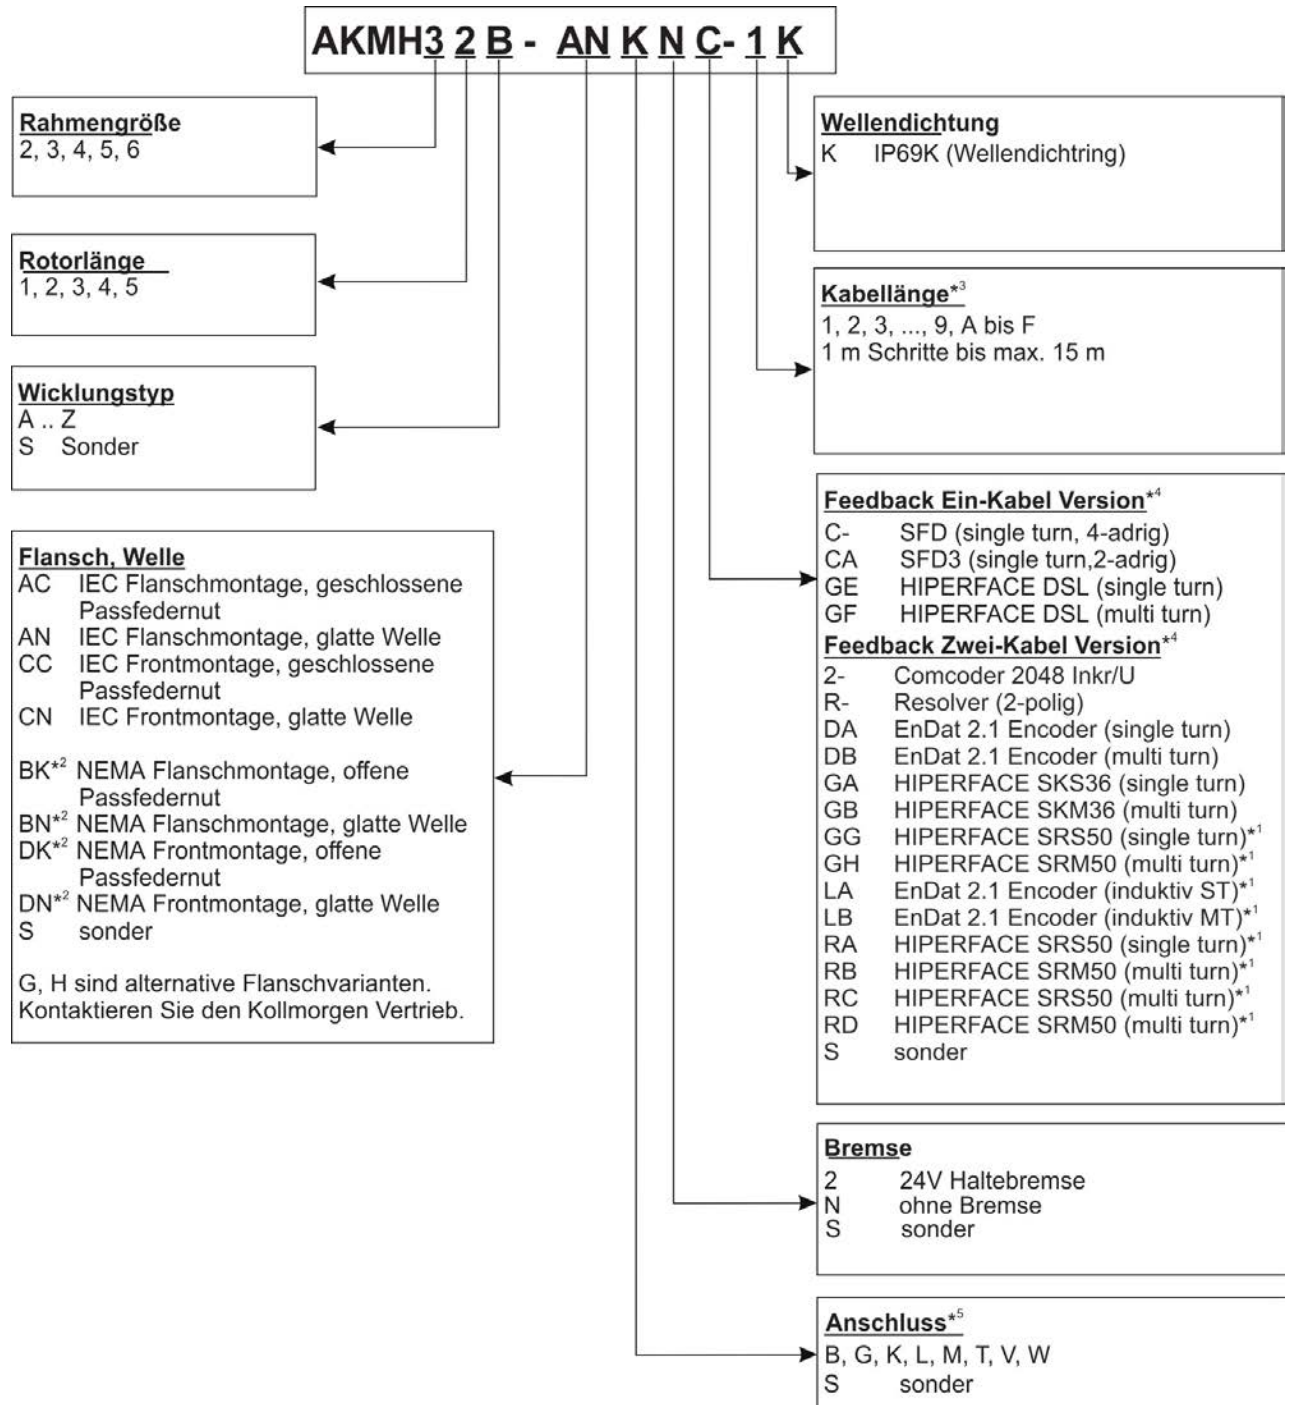 AKMH32B- ANKNC-1K
Rahmengröße
2, 3, 4, 5, 6
Rotorlänge
1, 2, 3, 4, 5
Wicklungstyp
A .. Z
S Sonder
Flansch, Welle
AC IEC Flanschmontage, geschlossene
Passfedernut
AN IEC Flanschmontage, glatte Welle
CC IEC Frontmontage, geschlossene
Passfedernut
CN IEC Frontmontage, glatte Welle
BK*2 NEMA Flanschmontage, offene
Passfedernut
BN*2 NEMA Flanschmontage, glatte Welle
DK*2 NEMA Frontmontage, offene
Passfedernut
DN*2 NEMA Frontmontage, glatte Welle
S sonder
G, H sind alternative Flanschvarianten.
Kontaktieren Sie den Kollmorgen Vertrieb.
Wellendichtung
K IP69K (Wellendichtring)
Kabellänge*3
1, 2, 3, ..., 9, A bis F
1 m Schritte bis max. 15 m
Feedback Ein-Kabel Version*4
C- SFD (single turn, 4-adrig)
CA SFD3 (single turn,2-adrig)
GE HIPERFACE DSL (single turn)
GF HIPERFACE DSL (multi turn)
Feedback Zwei-Kabel Version*4
2- Comcoder 2048 Inkr/U
R- Resolver (2-polig)
DA EnDat 2.1 Encoder (single turn)
DB EnDat 2.1 Encoder (multi turn)
GA HIPERFACE SKS36 (single turn)
GB HIPERFACE SKM36 (multi turn)
GG HIPERFACE SRS50 (single turn)*1
GH HIPERFACE SRM50 (multi turn)*1
LA EnDat 2.1 Encoder (induktiv ST)*1
LB EnDat 2.1 Encoder (induktiv MT)*1
RA HIPERFACE SRS50 (single turn)*1
RB HIPERFACE SRM50 (multi turn)*1
RC HIPERFACE SRS50 (multi turn)*1
RD HIPERFACE SRM50 (multi turn)*1
S sonder
Bremse
2 24V Haltebremse
N ohne Bremse
S sonder
Anschluss*5
B, G, K, L, M, T, V, W
S sonder